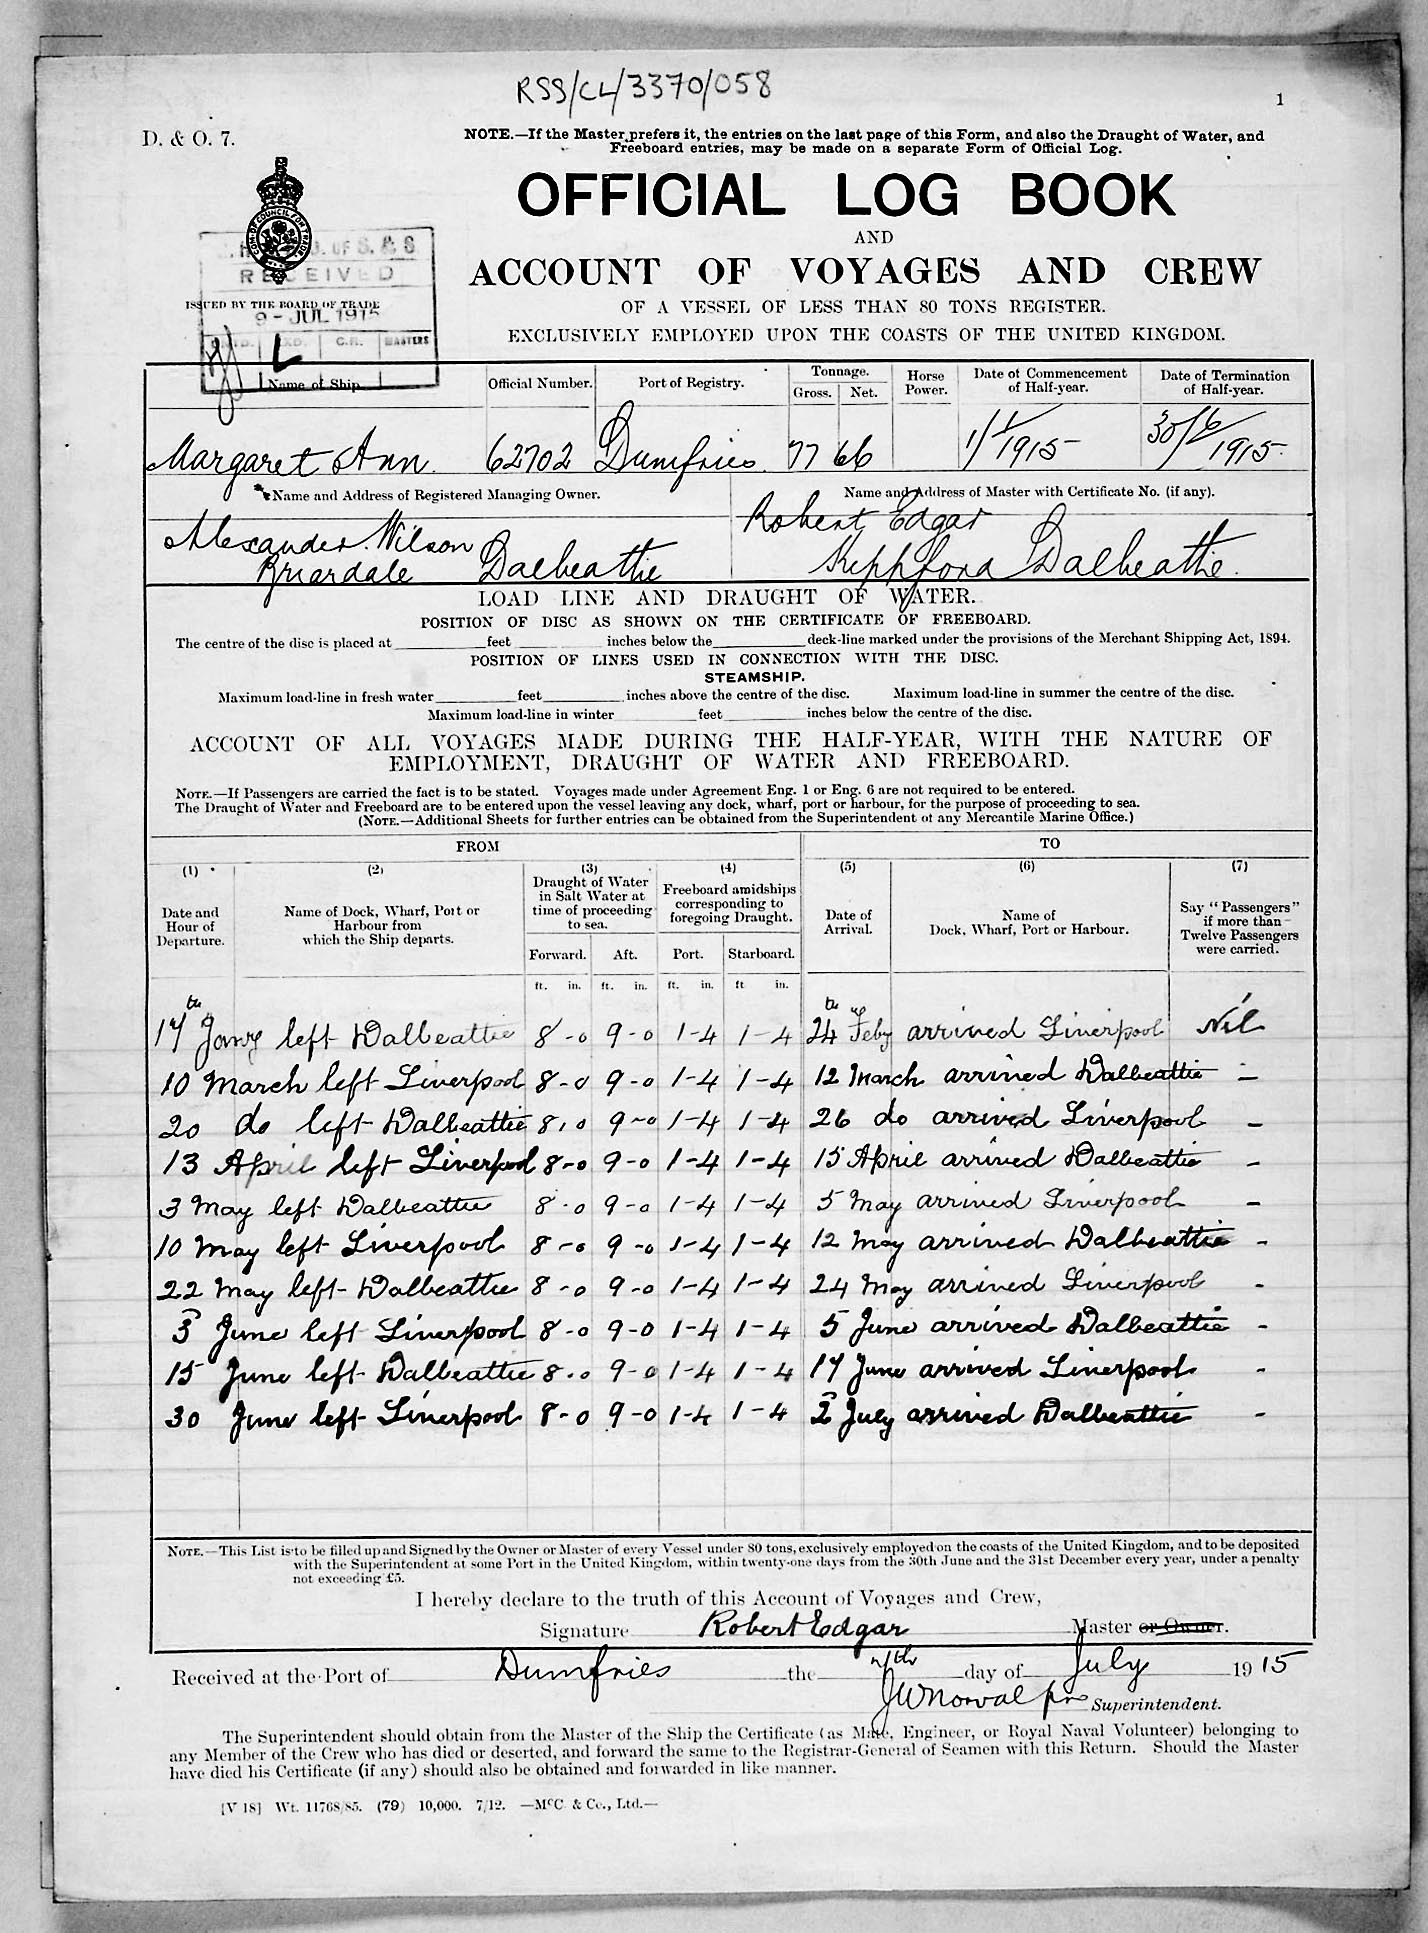 RSS/CL/3370/058
1
D. & O. 7.
NOTE.—If the Master prefers it, the entries on the last page of this Form, and also the Draught of Water, and
Freeboard entries, may be made on a separate Form of Official Log.
OFFICIAL LOG BOOK
AND
ACCOUNT OF VOYAGES AND CREW
OF A VESSEL OF LESS THAN 80 TONS REGISTER.
EXCLUSIVELY EMPLOYED UPON THE COASTS OF THE UNITED KINGDOM.
OF S. & S
RECEIVED
ISSUED BY THE BOARD OF TRADE
9 - JUL 1915
C.R. MASTERS
L
Name of Ship. Official Number. Port of Registry. Tonnage. Gross. Net. Horse Power. Date of Commencement of Half-year. Date of Termination of Half-year.
Margaret Ann 62702 Dumfries 77 66 1/1/1915 30/6/1915
Name and Address of Registered Managing Owner. Name and Address of Master with Certificate No. (if any).
Alexander Wilson Robert Edgar
Briardale Dalbeattie Kippford Dalbeattie
LOAD LINE AND DRAUGHT OF WATER.
POSITION OF DISC AS SHOWN ON THE CERTIFICATE OF FREEBOARD.
The centre of the disc is placed at feet inches below the deck-line marked under the provisions of the Merchant Shipping Act, 1894.
POSITION OF LINES USED IN CONNECTION WITH THE DISC.
STEAMSHIP.
Maximum load-line in fresh water feet inches above the centre of the disc. Maximum load-line in summer the centre of the disc.
Maximum load-line in winter feet inches below the centre of the disc.
ACCOUNT OF ALL VOYAGES MADE DURING THE HALF-YEAR, WITH THE NATURE OF
EMPLOYMENT, DRAUGHT OF WATER AND FREEBOARD.
NOTE.—If Passengers are carried the fact is to be stated. Voyages made under Agreement Eng. 1 or Eng. 6 are not required to be entered.
The Draught of Water and Freeboard are to be entered upon the vessel leaving any dock, wharf, port or harbour, for the purpose of proceeding to sea.
(NOTE.—Additional Sheets for further entries can be obtained from the Superintendent of any Mercantile Marine Office.)
FROM TO
(1) (2) (3) (4) (5) (6) (7)
Date and Hour of Departure. Name of Dock, Wharf, Port or Harbour from which the Ship departs. Draught of Water in Salt Water at time of proceeding to sea. Freeboard amidships corresponding to foregoing Draught. Date of Arrival. Name of Dock, Wharf, Port or Harbour. Say "Passengers" if more than Twelve Passengers were carried.
Forward. Aft. Port. Starboard.
ft. in. ft. in. ft. in. ft in.
17th Jany left Dalbeattie 8-0 9-0 1-4 1-4 24th Feby arrived Liverpool Nil
10 March left Liverpool 8-0 9-0 1-4 1-4 12 March arrived Dalbeattie —
20 do left Dalbeattie 8,0 9-0 1-4 1-4 26 do arrived Liverpool —
13 April left Liverpool 8-0 9-0 1-4 1-4 15 April arrived Dalbeattie —
3 May left Dalbeattie 8-0 9-0 1-4 1-4 5 May arrived Liverpool —
10 May left Liverpool 8-0 9-0 1-4 1-4 12 May arrived Dalbeattie -
22 May left Dalbeattie 8-0 9-0 1-4 1-4 24 May arrived Liverpool -
3 June left Liverpool 8-0 9-0 1-4 1-4 5 June arrived Dalbeattie -
15 June left Dalbeattie 8-0 9-0 1-4 1-4 17 June arrived Liverpool -
30 June left Liverpool 8-0 9-0 1-4 1-4 2 July arrived Dalbeattie -
NOTE.—This List is to be filled up and Signed by the Owner or Master of every Vessel under 80 tons, exclusively employed on the coasts of the United Kingdom, and to be deposited
with the Superintendent at some Port in the United Kingdom, within twenty-one days from the 30th June and the 31st December every year, under a penalty
not exceeding £5.
I hereby declare to the truth of this Account of Voyages and Crew,
Signature Robert Edgar Master or Owner.
Received at the Port of Dumfries the 7th day of July 1915
J W Norval Superintendent.
The Superintendent should obtain from the Master of the Ship the Certificate (as Mate, Engineer, or Royal Naval Volunteer) belonging to
any Member of the Crew who has died or deserted, and forward the same to the Registrar-General of Seamen with this Return. Should the Master
have died his Certificate (if any) should also be obtained and forwarded in like manner.
[V 18] Wt. 11768/85. (79) 10,000. 7/12. —McC. & Co., Ltd.—